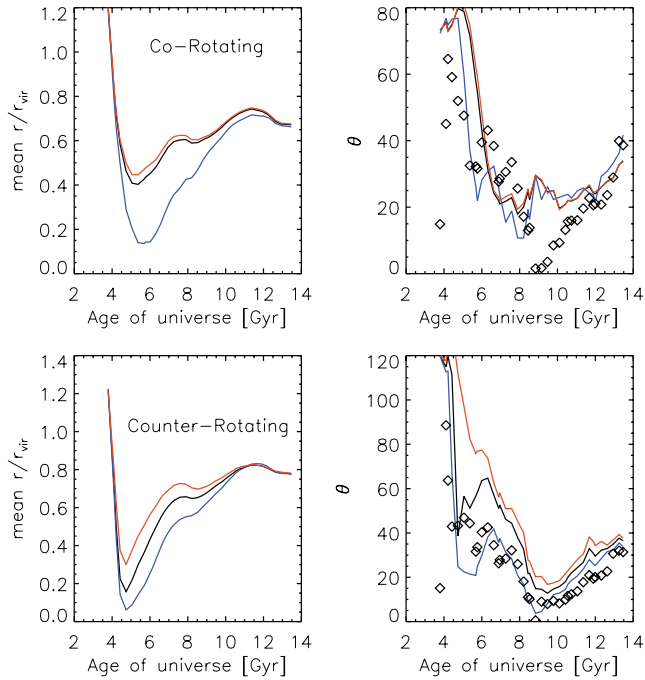 1.2
1.0
0.8
0.6
0.4
0.2
0.0
mean r/rvir
Co-Rotating
2 4 6 8 10 12 14
Age of universe [Gyr]
80
60
40
20
0
θ
2 4 6 8 10 12 14
Age of universe [Gyr]
1.4
1.2
1.0
0.8
0.6
0.4
0.2
0.0
mean r/rvir
Counter-Rotating
2 4 6 8 10 12 14
Age of universe [Gyr]
120
100
80
60
40
20
0
θ
2 4 6 8 10 12 14
Age of universe [Gyr]